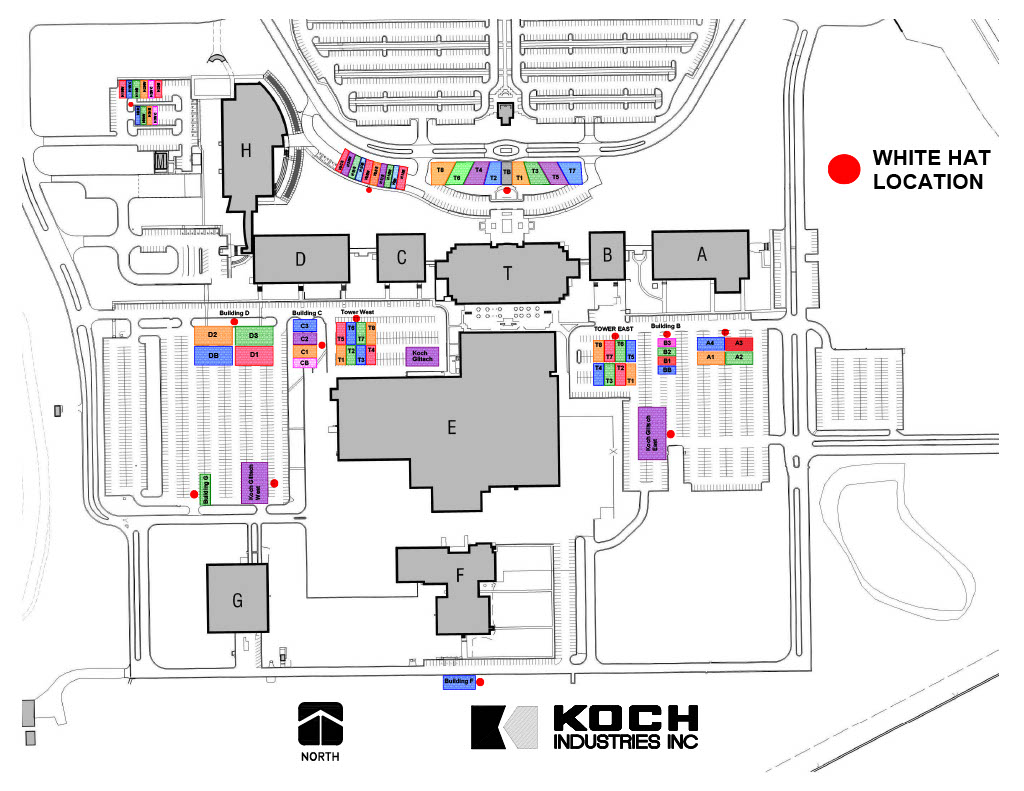 WHITE HAT
LOCATION
H
T8
T6
T4
T2
TB
T1
T3
T5
T7
D
C
T
B
A
Building D
Building C
Tower West
TOWER EAST
Building B
D2
D3
DB
D1
C3
C2
C1
CB
T6
T8
T5
T7
T2
T4
T1
T3
Koch
Glitsch
T8
T6
T7
T5
T4
T2
T3
T1
B3
B2
B1
BB
A4
A3
A1
A2
E
Koch Glitsch
East
Building G
Koch Glitsch
West
G
F
Building F
NORTH
KOCH
INDUSTRIES INC